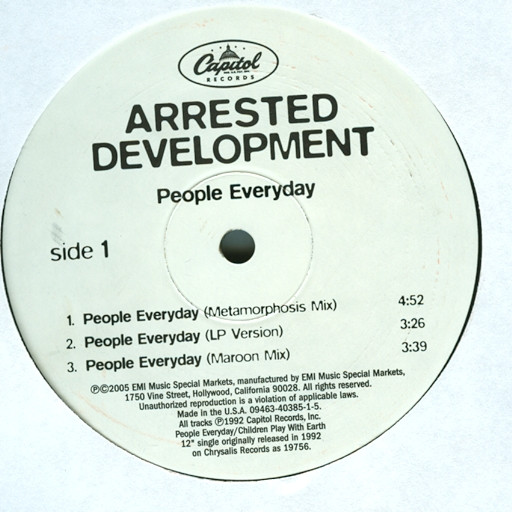 Capitol
RECORDS
ARRESTED
DEVELOPMENT
People Everyday
side 1
1. People Everyday (Metamorphosis Mix) 4:52
2. People Everyday (LP Version) 3:26
3. People Everyday (Maroon Mix) 3:39
℗©2005 EMI Music Special Markets, manufactured by EMI Music Special Markets,
1750 Vine Street, Hollywood, California 90028. All rights reserved.
Unauthorized reproduction is a violation of applicable laws.
Made in the U.S.A. 09463-40385-1-5.
All tracks ℗1992 Capitol Records, Inc.
People Everyday/Children Play With Earth
12" single originally released in 1992
on Chrysalis Records as 19756.